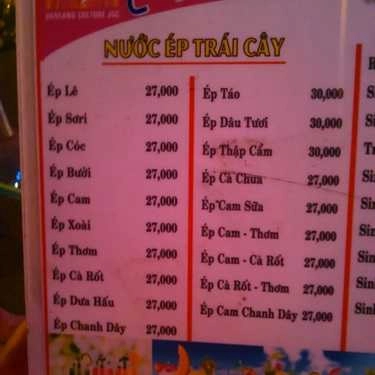 VANLANG CULTURE JSC
NƯỚC ÉP TRÁI CÂY
Ép Lê 27,000
Ép Sơri 27,000
Ép Cóc 27,000
Ép Bưởi 27,000
Ép Cam 27,000
Ép Xoài 27,000
Ép Thơm 27,000
Ép Cà Rốt 27,000
Ép Dưa Hấu 27,000
Ép Chanh Dây 27,000
Ép Táo 30,000
Ép Dâu Tươi 30,000
Ép Thập Cẩm 30,000
Ép Cà Chua 27,000
Ép Cam Sữa 27,000
Ép Cam - Thơm 27,000
Ép Cam - Cà Rốt 27,000
Ép Cà Rốt - Thơm 27,000
Ép Cam Chanh Dây 27,000